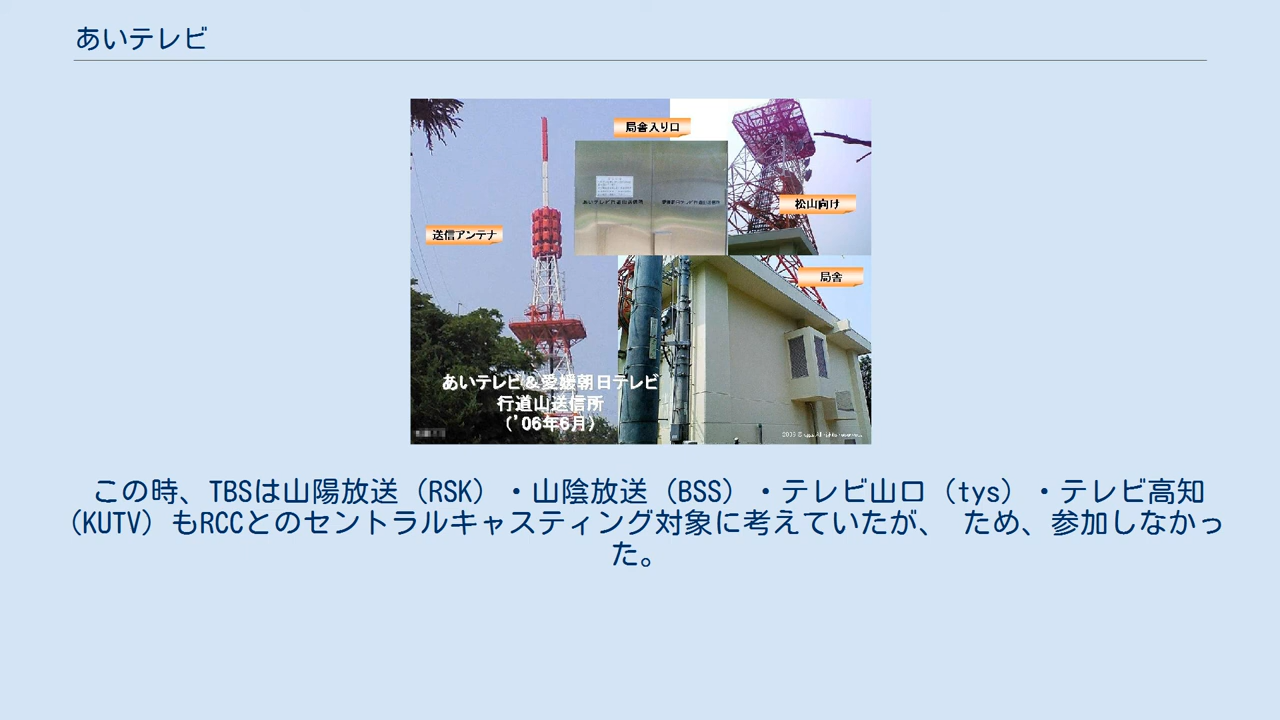 あいテレビ
局舎入り口
松山向け
送信アンテナ
局舎
あいテレビ&愛媛朝日テレビ
行道山送信所
('06年6月)
この時、TBSは山陽放送（RSK）・山陰放送（BSS）・テレビ山口（tys）・テレビ高知
（KUTV）もRCCとのセントラルキャスティング対象に考えていたが、 ため、参加しなかっ
た。